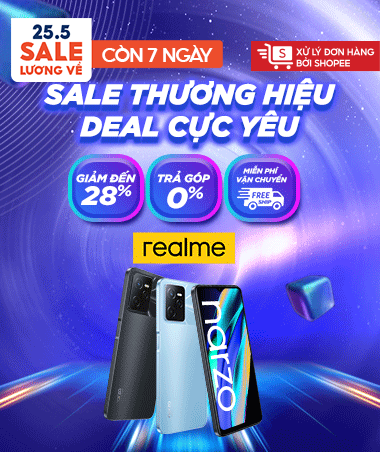 25.5
SALE
LƯƠNG VỀ
CÒN 7 NGÀY
S
XỬ LÝ ĐƠN HÀNG
BỞI SHOPEE
SALE THƯƠNG HIỆU
DEAL CỰC YÊU
GIẢM ĐẾN
28%
TRẢ GÓP
0%
MIỄN PHÍ
VẬN CHUYỂN
FREE
SHIP
realme
narzo